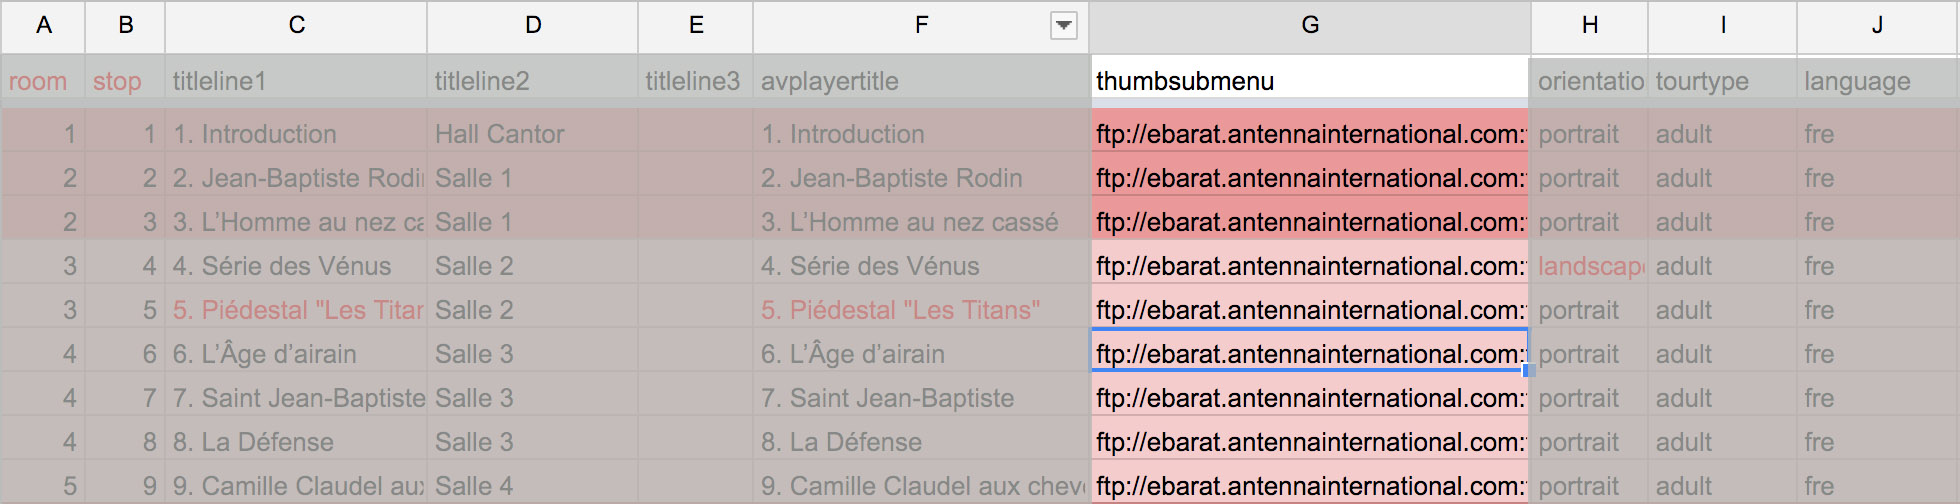 A B C D E F G H I J
room stop titleline1 titleline2 titleline3 avplayertitle thumbsubmenu orientatio tourtype language
1 1 1. Introduction Hall Cantor 1. Introduction ftp://ebarat.antennainternational.com: portrait adult fre
2 2 2. Jean-Baptiste Rodin Salle 1 2. Jean-Baptiste Rodin ftp://ebarat.antennainternational.com: portrait adult fre
2 3 3. L’Homme au nez ca Salle 1 3. L’Homme au nez cassé ftp://ebarat.antennainternational.com: portrait adult fre
3 4 4. Série des Vénus Salle 2 4. Série des Vénus ftp://ebarat.antennainternational.com: landscape adult fre
3 5 5. Piédestal "Les Titan Salle 2 5. Piédestal "Les Titans" ftp://ebarat.antennainternational.com: portrait adult fre
4 6 6. L’Âge d’airain Salle 3 6. L’Âge d’airain ftp://ebarat.antennainternational.com: portrait adult fre
4 7 7. Saint Jean-Baptiste Salle 3 7. Saint Jean-Baptiste ftp://ebarat.antennainternational.com: portrait adult fre
4 8 8. La Défense Salle 3 8. La Défense ftp://ebarat.antennainternational.com: portrait adult fre
5 9 9. Camille Claudel aux Salle 4 9. Camille Claudel aux cheve ftp://ebarat.antennainternational.com: portrait adult fre